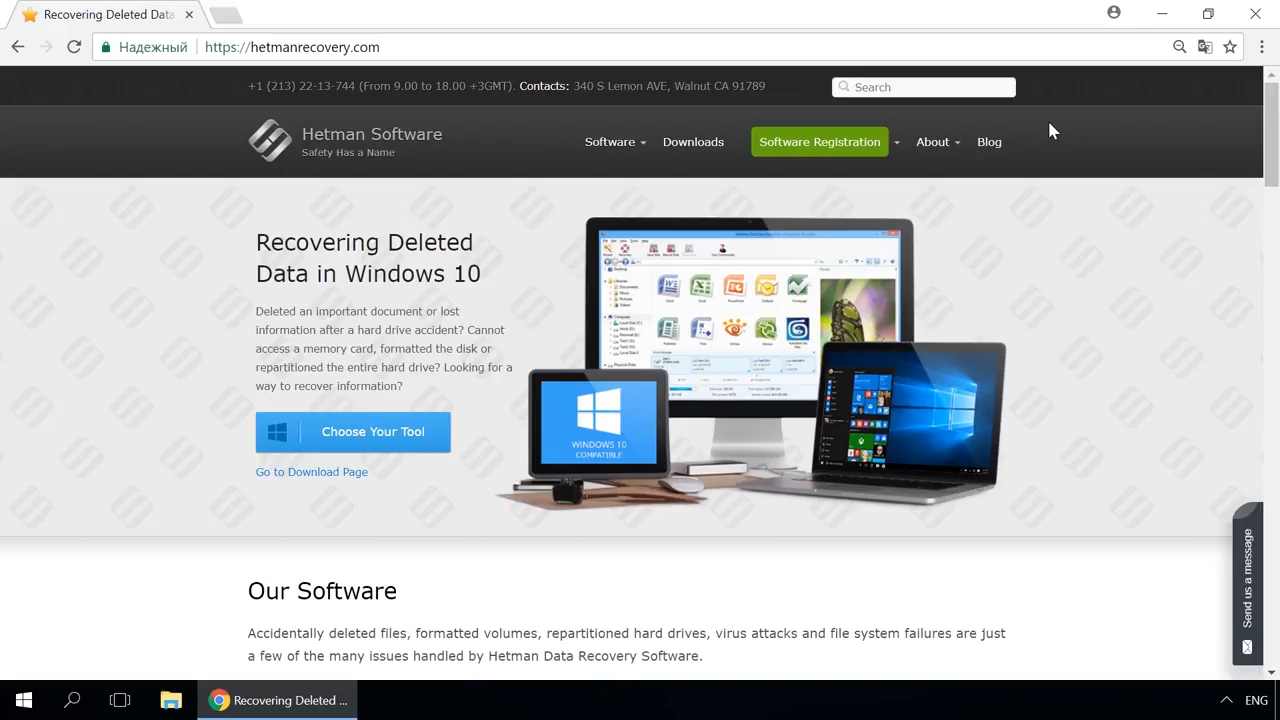 Recovering Deleted Data
Надежный
https://hetmanrecovery.com
+1 (213) 22-13-744 (From 9.00 to 18.00 +3GMT). Contacts: 340 S Lemon AVE, Walnut CA 91789
Search
Hetman Software
Safety Has a Name
Software
Downloads
Software Registration
About
Blog
Recovering Deleted
Data in Windows 10
Deleted an important document or lost
information after hard drive accident? Cannot
access a memory card, formatted the disk or
repartitioned the entire hard drive? Looking for a
way to recover information?
Choose Your Tool
Go to Download Page
WINDOWS 10
COMPATIBLE
Send us a message
Our Software
Accidentally deleted files, formatted volumes, repartitioned hard drives, virus attacks and file system failures are just
a few of the many issues handled by Hetman Data Recovery Software.
Recovering Deleted ...
ENG